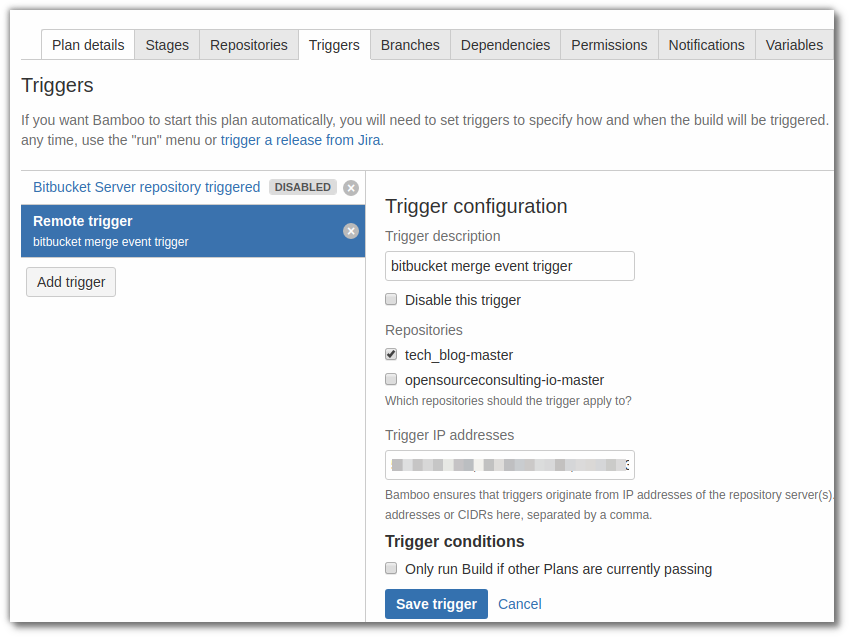 Plan details Stages Repositories Triggers Branches Dependencies Permissions Notifications Variables
Triggers
If you want Bamboo to start this plan automatically, you will need to set triggers to specify how and when the build will be triggered.
any time, use the "run" menu or trigger a release from Jira.
Bitbucket Server repository triggered DISABLED
Remote trigger
bitbucket merge event trigger
Add trigger
Trigger configuration
Trigger description
bitbucket merge event trigger
Disable this trigger
Repositories
tech_blog-master
opensourceconsulting-io-master
Which repositories should the trigger apply to?
Trigger IP addresses
Bamboo ensures that triggers originate from IP addresses of the repository server(s).
addresses or CIDRs here, separated by a comma.
Trigger conditions
Only run Build if other Plans are currently passing
Save trigger Cancel